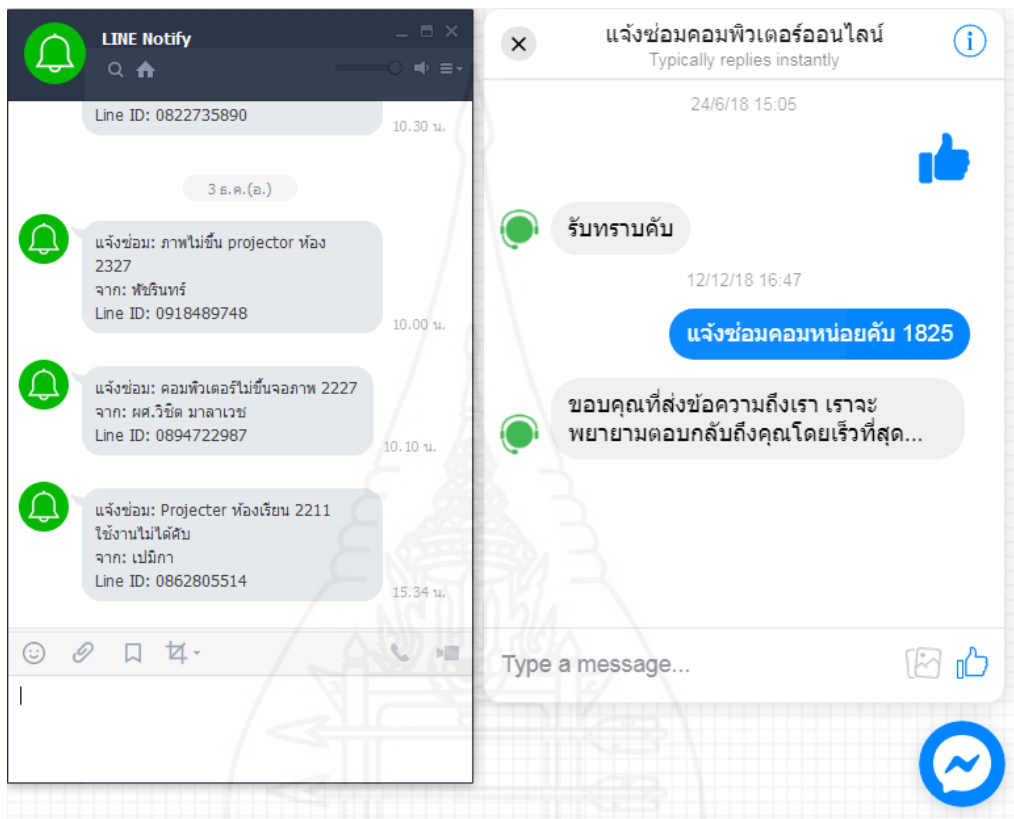 LINE Notify
Line ID: 0822735890
10.30 น.
3 ธ.ค.(อ.)
แจ้งซ่อม: ภาพไม่ขึ้น projector ห้อง
2327
จาก: พัชรินทร์
Line ID: 0918489748
10.00 น.
แจ้งซ่อม: คอมพิวเตอร์ไม่ขึ้นจอภาพ 2227
จาก: ผศ.วิชิต มาลาเวช
Line ID: 0894722987
10.10 น.
แจ้งซ่อม: Projecter ห้องเรียน 2211
ใช้งานไม่ได้คับ
จาก: เปมิกา
Line ID: 0862805514
15.34 น.
แจ้งซ่อมคอมพิวเตอร์ออนไลน์
Typically replies instantly
24/6/18 15:05
รับทราบคับ
12/12/18 16:47
แจ้งซ่อมคอมหน่อยคับ 1825
ขอบคุณที่ส่งข้อความถึงเรา เราจะ
พยายามตอบกลับถึงคุณโดยเร็วที่สุด...
Type a message...